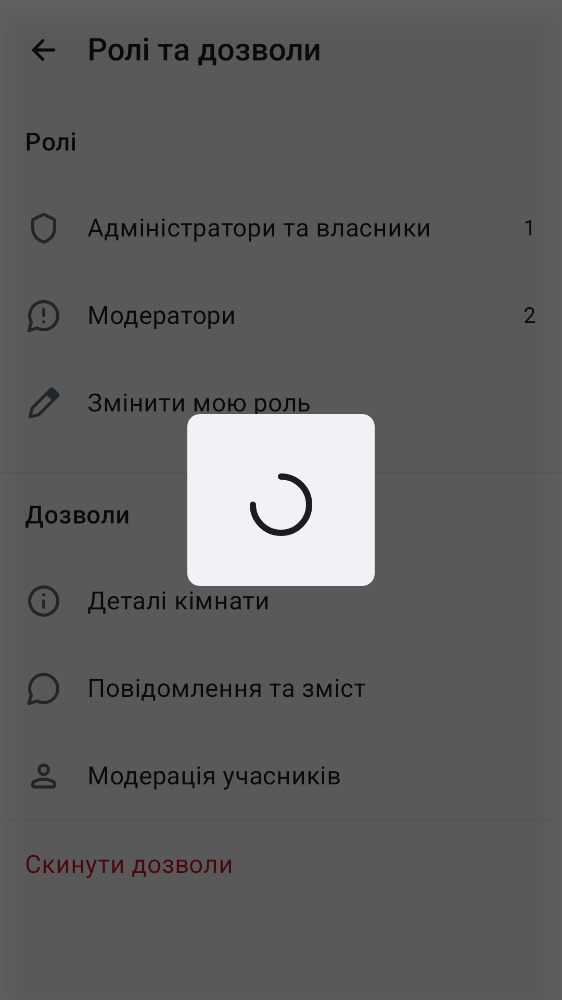 Ролі та дозволи
Ролі
Адміністратори та власники 1
Модератори 2
Змінити мою роль
Дозволи
Деталі кімнати
Повідомлення та зміст
Модерація учасників
Скинути дозволи